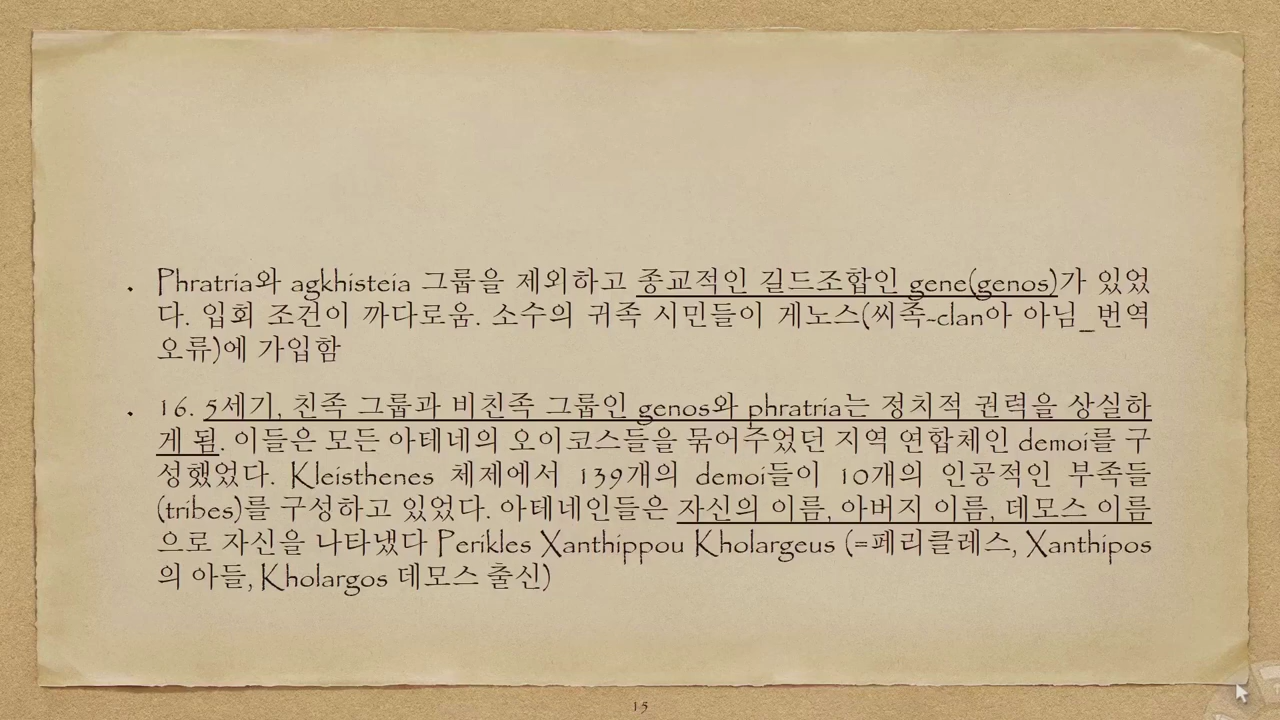 • Phratria와 agkhisteia 그룹을 제외하고 종교적인 길드조합인 gene(genos)가 있었
다. 입회 조건이 까다로움. 소수의 귀족 시민들이 게노스(씨족-clan아 아님_번역
오류)에 가입함
• 16. 5세기, 친족 그룹과 비친족 그룹인 genos와 phratria는 정치적 권력을 상실하
게 됨. 이들은 모든 아테네의 오이코스들을 묶어주었던 지역 연합체인 demoi를 구
성했었다. Kleisthenes 체제에서 139개의 demoi들이 10개의 인공적인 부족들
(tribes)를 구성하고 있었다. 아테네인들은 자신의 이름, 아버지 이름, 데모스 이름
으로 자신을 나타냈다 Perikles Xanthippou Kholargeus (=페리클레스, Xanthipos
의 아들, Kholargos 데모스 출신)
15